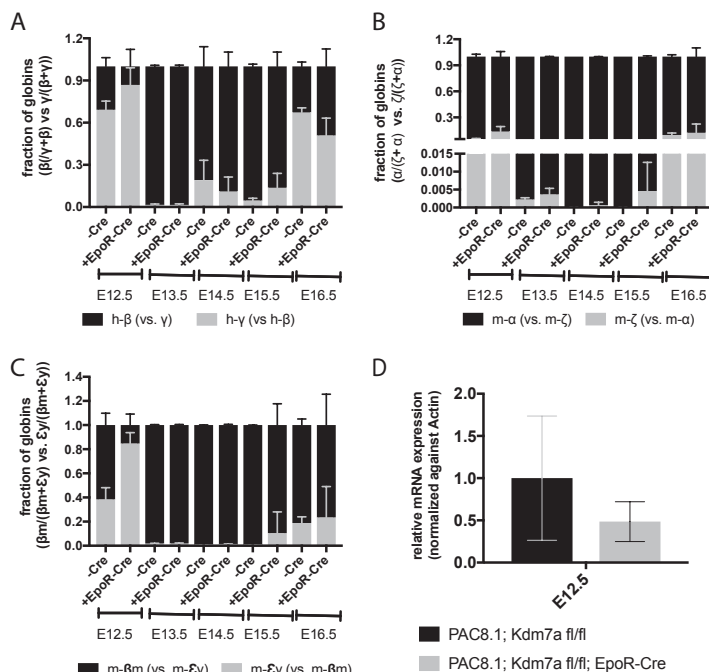 A
fraction of globins
(β/(γ+β) vs γ/(β+γ))
1.2
0.9
0.6
0.3
0.0
-Cre
+EpoR-Cre
-Cre
+EpoR-Cre
-Cre
+EpoR-Cre
-Cre
+EpoR-Cre
-Cre
+EpoR-Cre
E12.5 E13.5 E14.5 E15.5 E16.5
h-β (vs. γ) h-γ (vs h-β)
B
fraction of globins
(α/(ζ+ α) vs. ζ/(ζ+α)
1.2
0.9
0.6
0.3
0.015
0.010
0.005
0.000
-Cre
+EpoR-Cre
-Cre
+EpoR-Cre
-Cre
+EpoR-Cre
-Cre
+EpoR-Cre
-Cre
+EpoR-Cre
E12.5 E13.5 E14.5 E15.5 E16.5
m-α (vs. m-ζ) m-ζ (vs. m-α)
C
fraction of globins
(βm/(βm+Ɛy) vs. Ɛy/(βm+Ɛy))
1.4
1.2
1.0
0.8
0.6
0.4
0.2
0.0
-Cre
+EpoR-Cre
-Cre
+EpoR-Cre
-Cre
+EpoR-Cre
-Cre
+EpoR-Cre
-Cre
+EpoR-Cre
E12.5 E13.5 E14.5 E15.5 E16.5
m-βm (vs. m-Ɛy) m-Ɛy (vs. m-βm)
D
relative mRNA expression
(normalized against Actin)
2.0
1.5
1.0
0.5
0.0
E12.5
PAC8.1; Kdm7a fl/fl
PAC8.1; Kdm7a fl/fl; EpoR-Cre